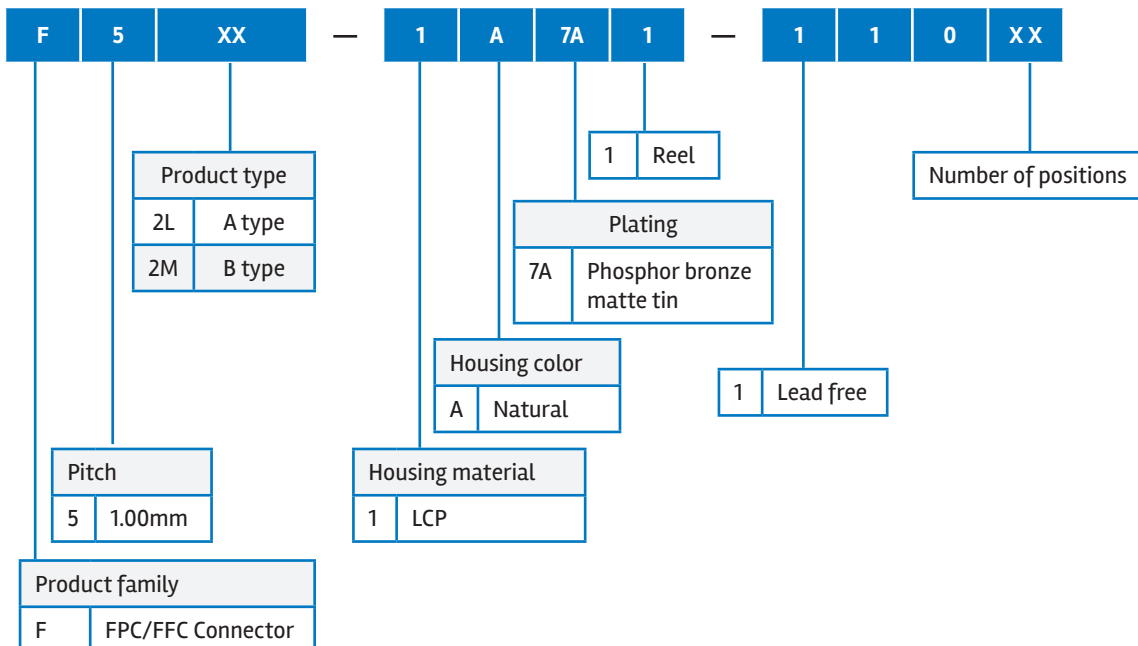 F 5 XX — 1 A 7A 1 — 1 1 0 X X
1 Reel
Product type
Number of positions
2L A type
2M B type
Plating
7A Phosphor bronze
matte tin
Housing color
A Natural
1 Lead free
Pitch
5 1.00mm
Housing material
1 LCP
Product family
F FPC/FFC Connector